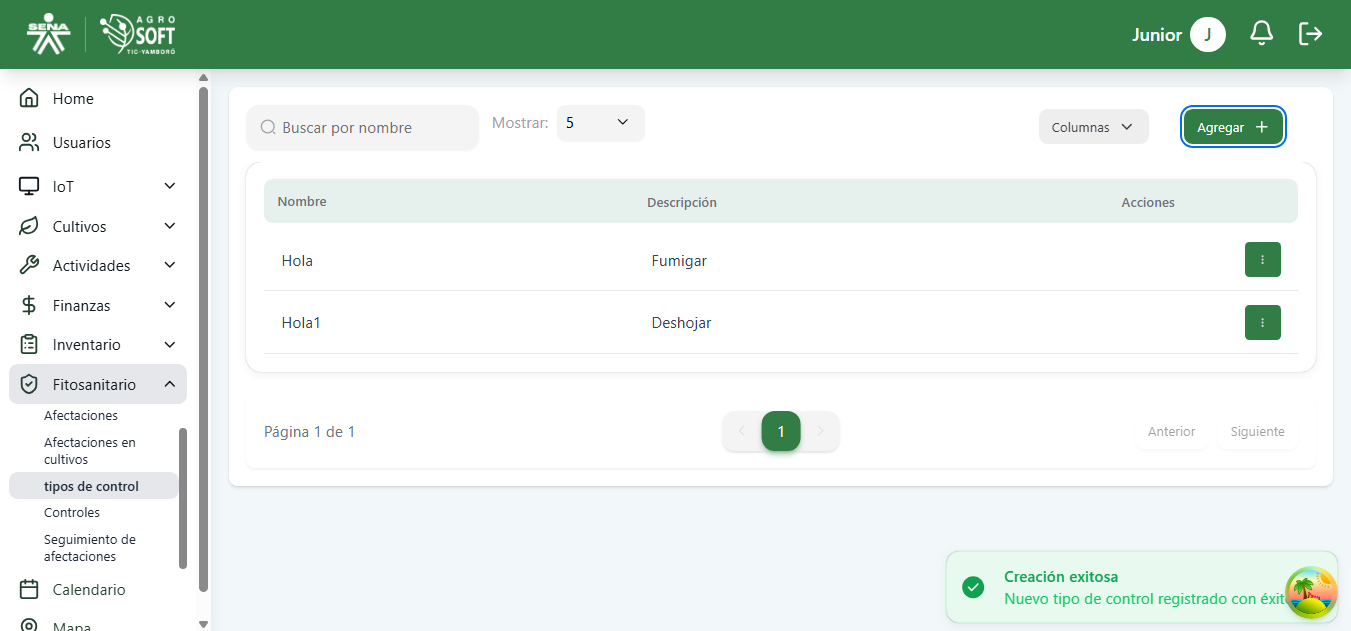 SENA
AGRO
SOFT
TIC-YAMBORÓ
Junior J
Home
Usuarios
IoT
Cultivos
Actividades
Finanzas
Inventario
Fitosanitario
Afectaciones
Afectaciones en
cultivos
tipos de control
Controles
Seguimiento de
afectaciones
Calendario
Mapa
Buscar por nombre
Mostrar: 5
Columnas
Agregar +
Nombre Descripción Acciones
Hola Fumigar
Hola1 Deshojar
Página 1 de 1
1
Anterior Siguiente
Creación exitosa
Nuevo tipo de control registrado con éxit